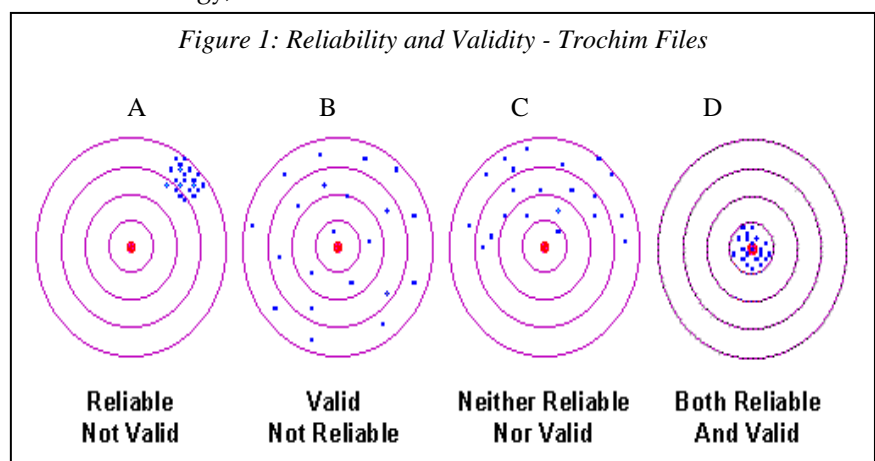 Figure 1: Reliability and Validity - Trochim Files
A B C D
Reliable Valid Neither Reliable Both Reliable
Not Valid Not Reliable Nor Valid And Valid